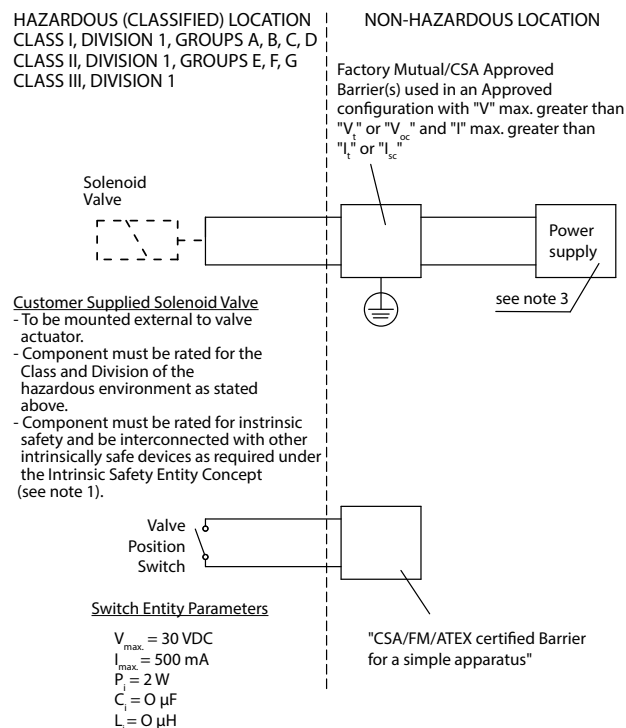 HAZARDOUS (CLASSIFIED) LOCATION
CLASS I, DIVISION 1, GROUPS A, B, C, D
CLASS II, DIVISION 1, GROUPS E, F, G
CLASS III, DIVISION 1
NON-HAZARDOUS LOCATION
Factory Mutual/CSA Approved
Barrier(s) used in an Approved
configuration with "V" max. greater than
"Vt" or "Voc" and "I" max. greater than
"It" or "Isc"
Solenoid
Valve
Power
supply
see note 3
Customer Supplied Solenoid Valve
- To be mounted external to valve
actuator.
- Component must be rated for the
Class and Division of the
hazardous environment as stated
above.
- Component must be rated for instrinsic
safety and be interconnected with other
intrinsically safe devices as required under
the Intrinsic Safety Entity Concept
(see note 1).
Valve
Position
Switch
Switch Entity Parameters
Vmax. = 30 VDC
Imax. = 500 mA
Pi = 2 W
Ci = O μF
Li = O μH
"CSA/FM/ATEX certified Barrier
for a simple apparatus"